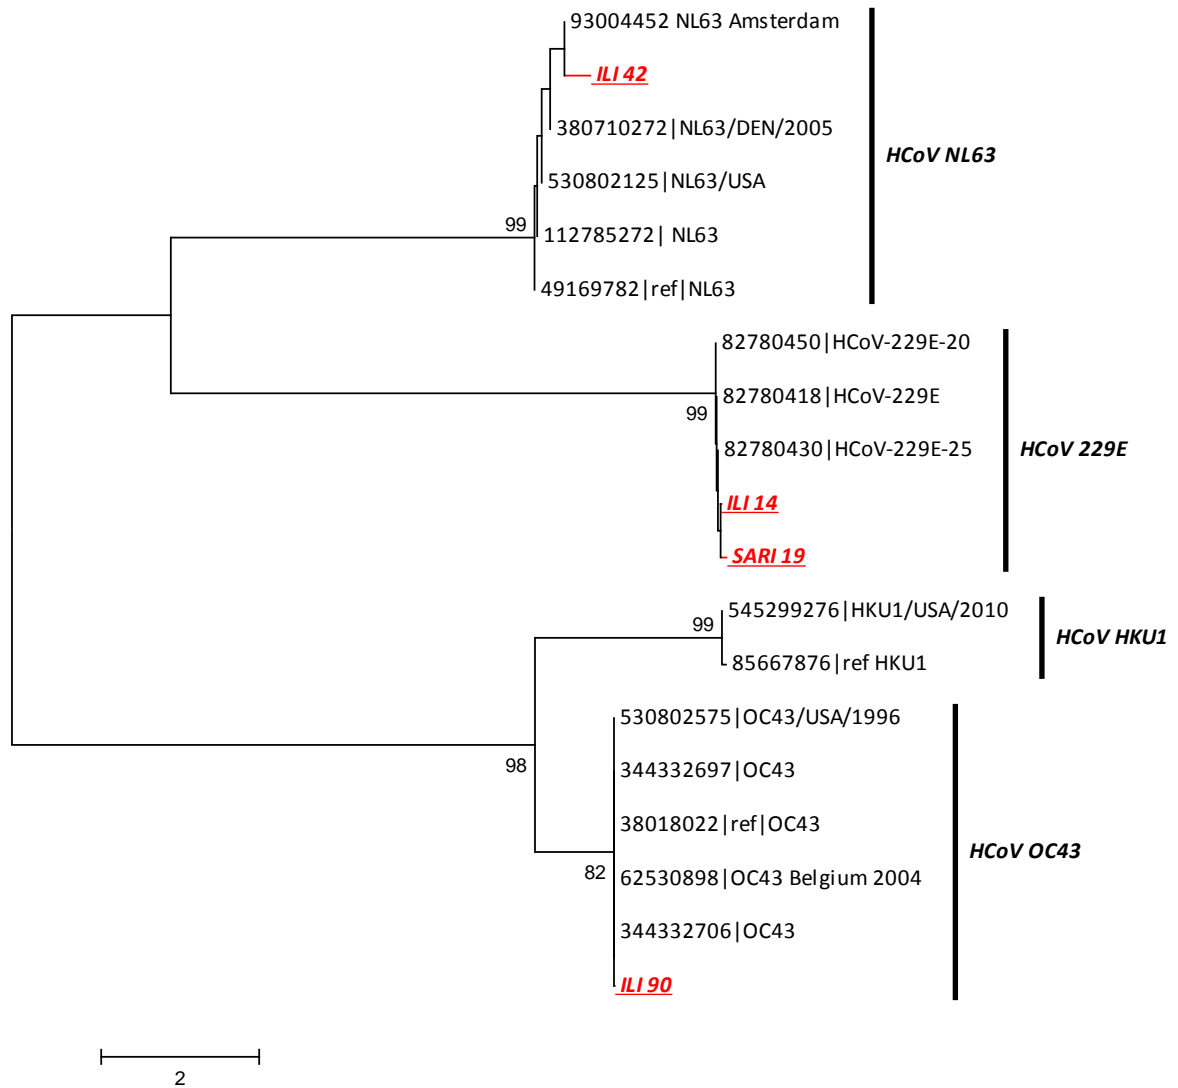 93004452 NL63 Amsterdam
ILI 42
380710272|NL63/DEN/2005
HCoV NL63
530802125|NL63/USA
99
112785272| NL63
49169782|ref|NL63
82780450|HCoV-229E-20
82780418|HCoV-229E
99
82780430|HCoV-229E-25
HCoV 229E
ILI 14
SARI 19
545299276|HKU1/USA/2010
99
HCoV HKU1
85667876|ref HKU1
530802575|OC43/USA/1996
98
344332697|OC43
38018022|ref|OC43
HCoV OC43
82
62530898|OC43 Belgium 2004
344332706|OC43
ILI 90
2